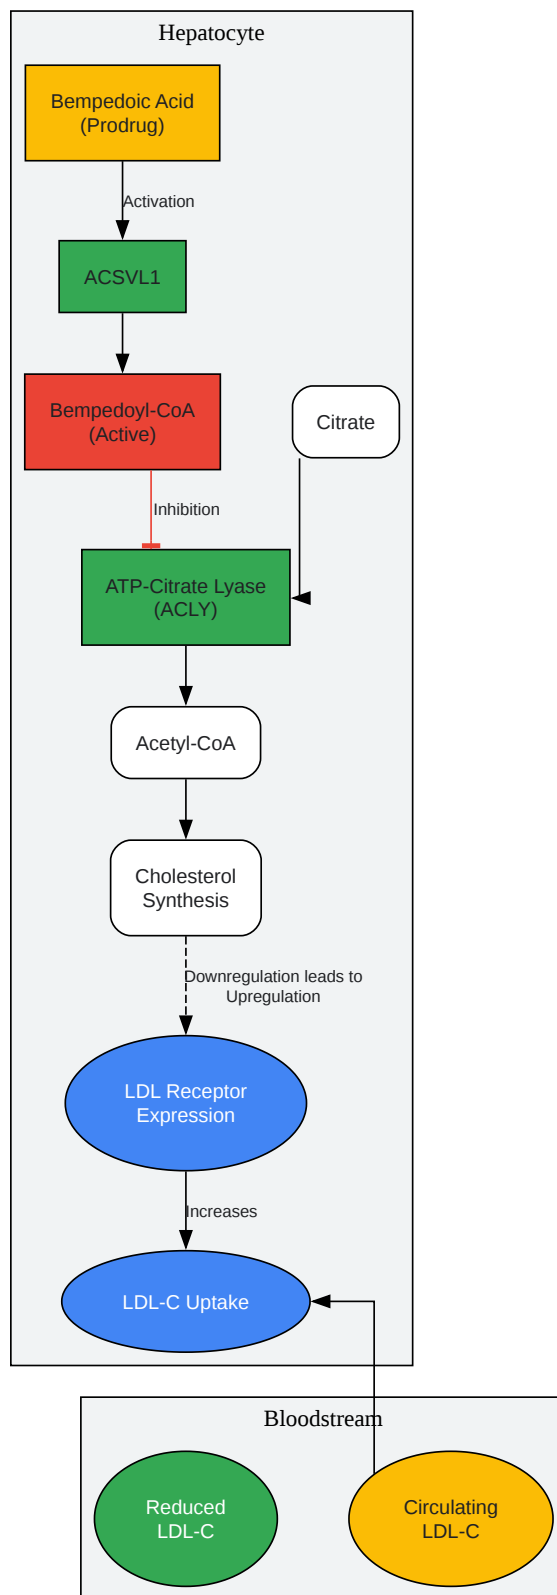 Hepatocyte
Bempedoic Acid
(Prodrug)
Activation
ACSVL1
Bempedoyl-CoA
(Active)
Citrate
Inhibition
ATP-Citrate Lyase
(ACLY)
Acetyl-CoA
Cholesterol
Synthesis
Downregulation leads to
Upregulation
LDL Receptor
Expression
Increases
LDL-C Uptake
Bloodstream
Reduced
LDL-C
Circulating
LDL-C